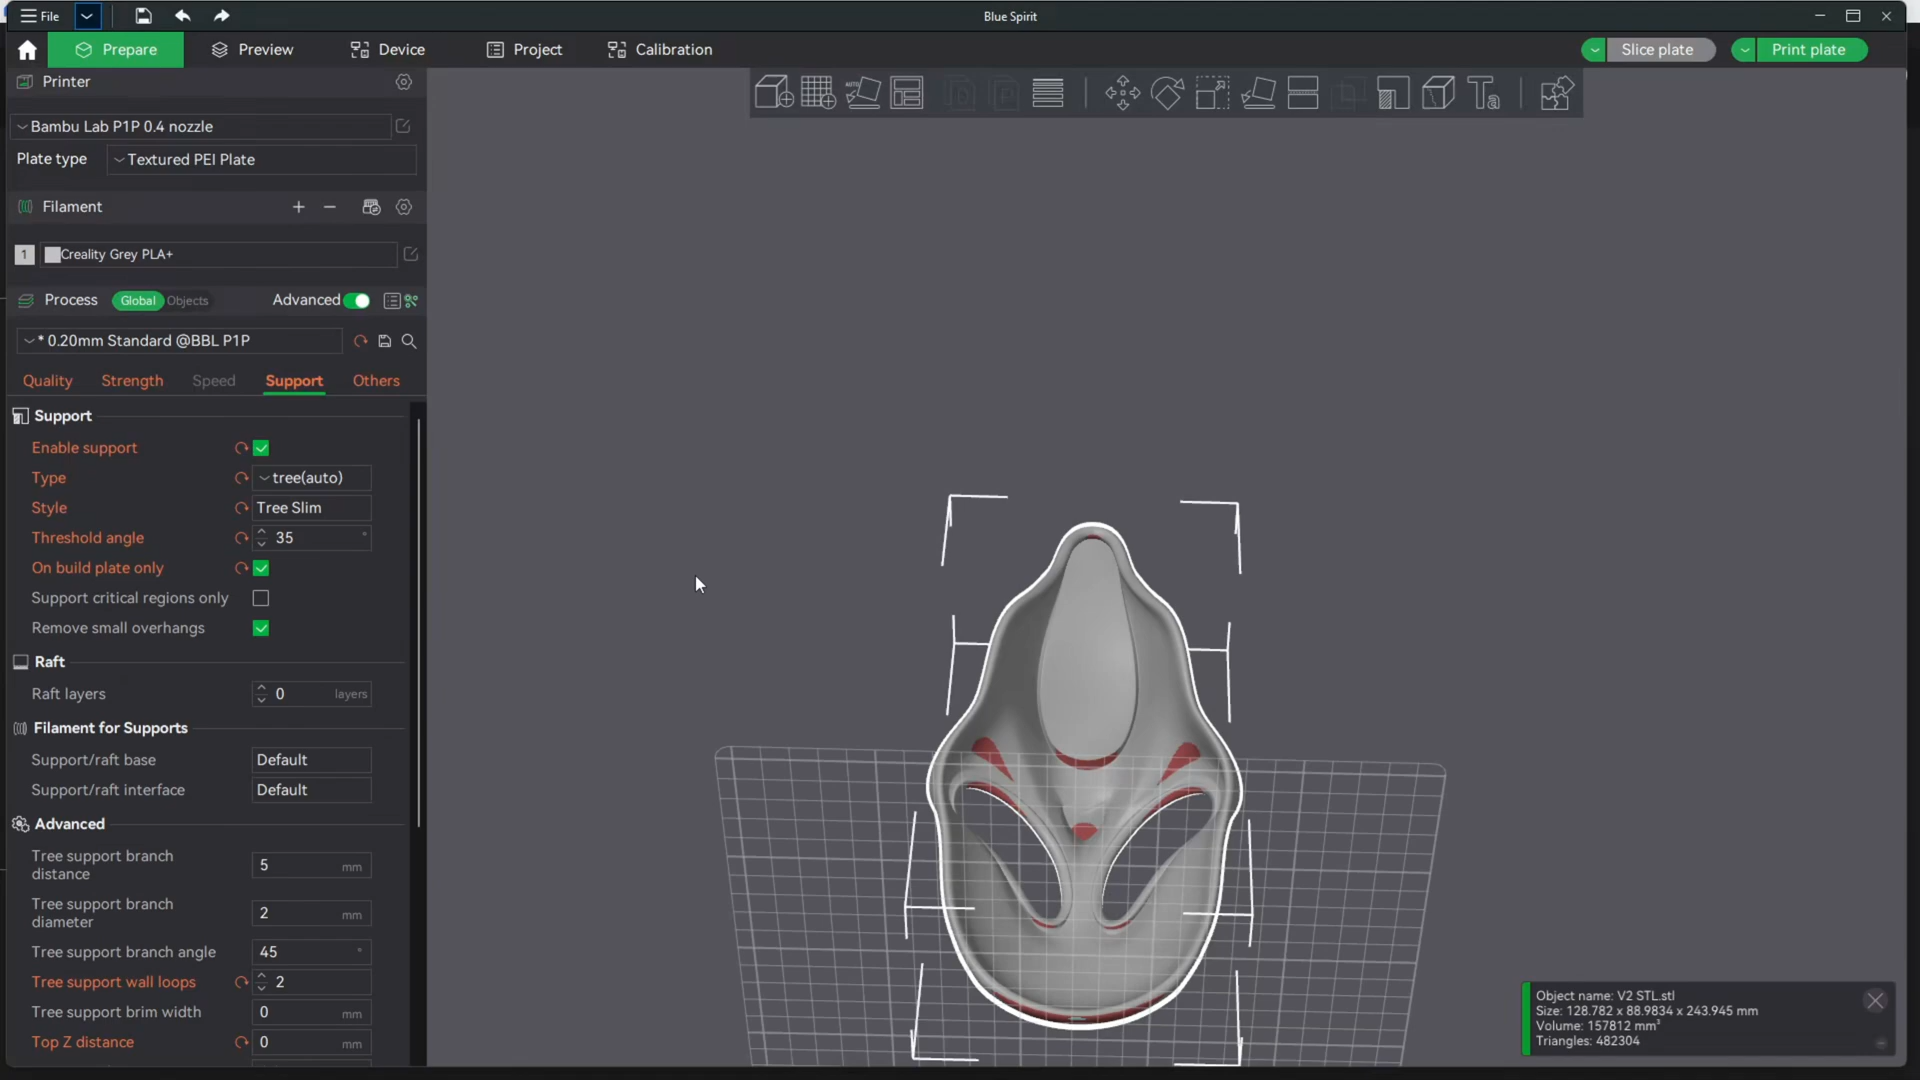 File
Blue Spirit
Prepare
Preview
Device
Project
Calibration
Slice plate
Print plate
Printer
Bambu Lab P1P 0.4 nozzle
Plate type
Textured PEI Plate
Filament
1
Creality Grey PLA+
Process
Global
Objects
Advanced
* 0.20mm Standard @BBL P1P
Quality
Strength
Speed
Support
Others
Support
Enable support
Type
tree(auto)
Style
Tree Slim
Threshold angle
35 °
On build plate only
Support critical regions only
Remove small overhangs
Raft
Raft layers
0 layers
Filament for Supports
Support/raft base
Default
Support/raft interface
Default
Advanced
Tree support branch
distance
5 mm
Tree support branch
diameter
2 mm
Tree support branch angle
45 °
Tree support wall loops
2
Tree support brim width
0 mm
Top Z distance
0 mm
AUTO
Ta
Object name: V2 STL.stl
Size: 128.782 x 88.9834 x 243.945 mm
Volume: 157812 mm³
Triangles: 482304